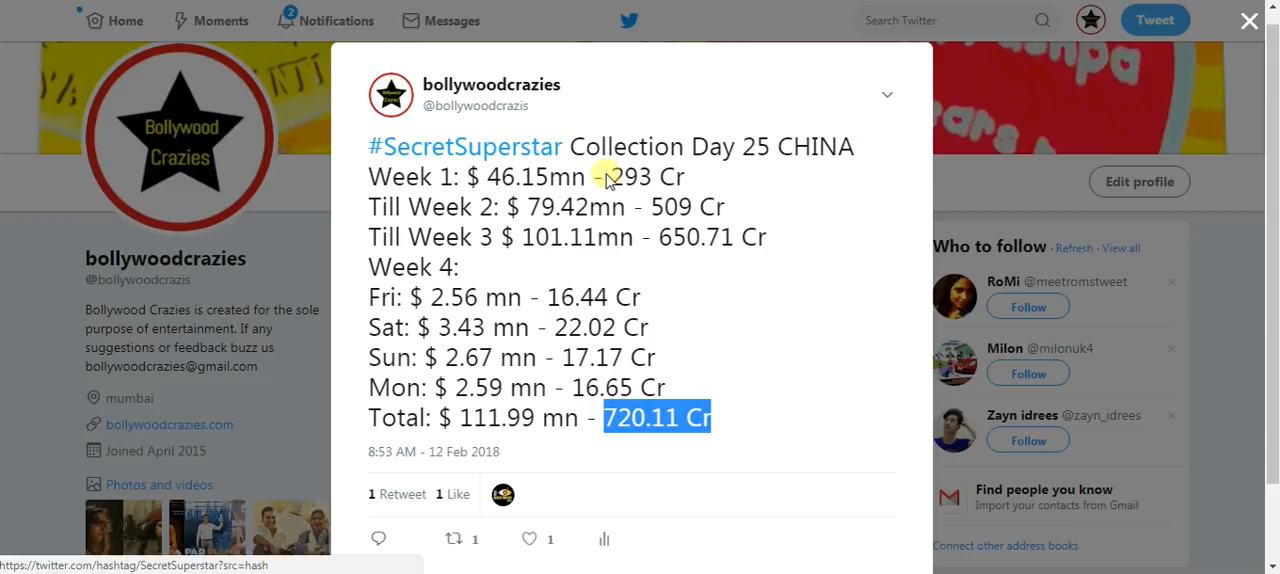 Home
Moments
2
Notifications
Messages
Search Twitter
Tweet
Bollywood
Crazies
bollywoodcrazies
@bollywoodcrazis
Bollywood Crazies is created for the sole
purpose of entertainment. If any
suggestions or feedback buzz us
bollywoodcrazies@gmail.com
mumbai
bollywoodcrazies.com
Joined April 2015
Photos and videos
bollywoodcrazies
@bollywoodcrazis
#SecretSuperstar Collection Day 25 CHINA
Week 1: $ 46.15mn - 293 Cr
Till Week 2: $ 79.42mn - 509 Cr
Till Week 3 $ 101.11mn - 650.71 Cr
Week 4:
Fri: $ 2.56 mn - 16.44 Cr
Sat: $ 3.43 mn - 22.02 Cr
Sun: $ 2.67 mn - 17.17 Cr
Mon: $ 2.59 mn - 16.65 Cr
Total: $ 111.99 mn - 720.11 Cr
8:53 AM - 12 Feb 2018
1 Retweet 1 Like
1
1
Edit profile
Who to follow · Refresh · View all
RoMi @meetromstweet
Follow
Milon @milonuk4
Follow
Zayn idrees @zayn_idrees
Follow
Find people you know
Import your contacts from Gmail
Connect other address books
https://twitter.com/hashtag/SecretSuperstar?src=hash